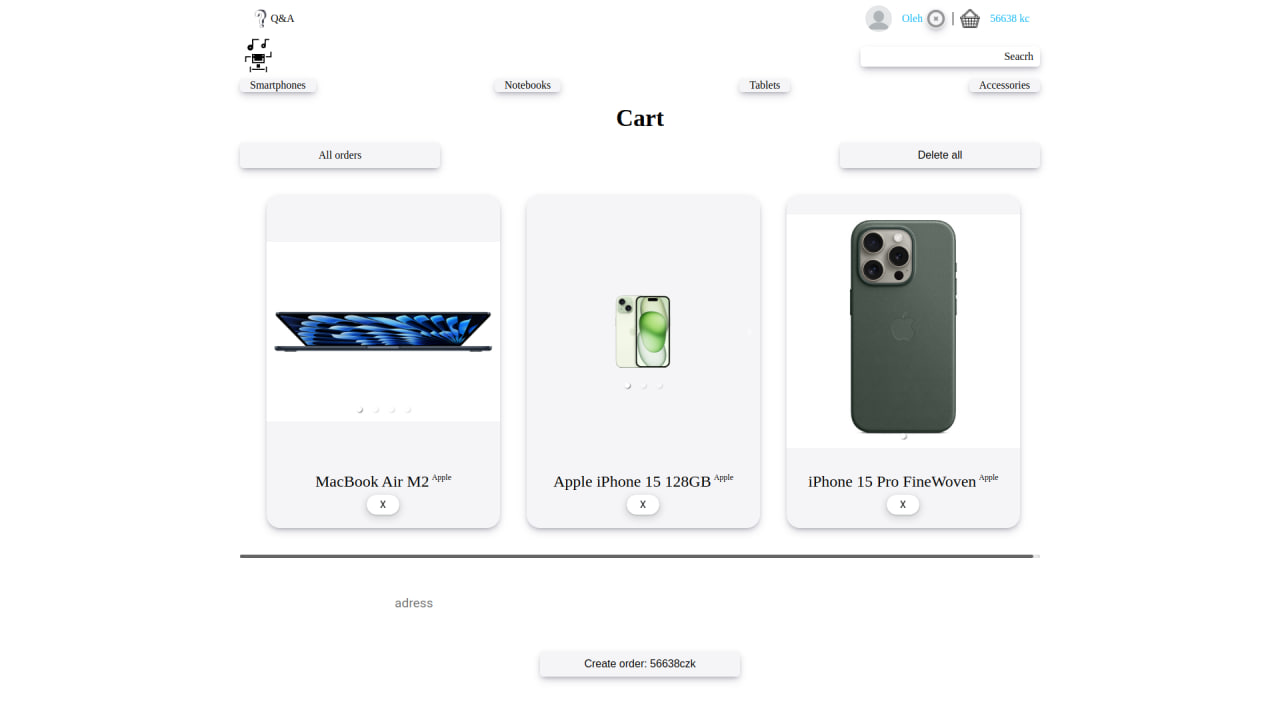 Q&A
Oleh | 56638 kc
Seacrh
Smartphones Notebooks Tablets Accessories
Cart
All orders Delete all
MacBook Air M2 Apple
Apple iPhone 15 128GB Apple
iPhone 15 Pro FineWoven Apple
X X X
adress
Create order: 56638czk